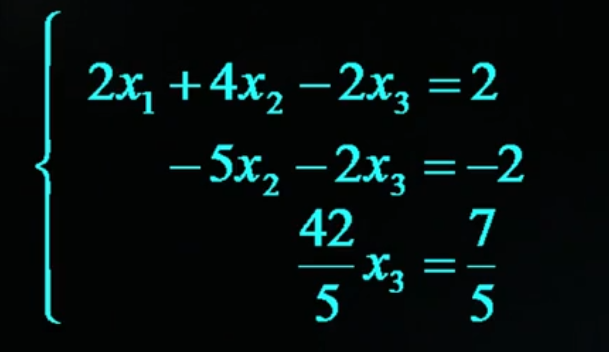 2x₁ + 4x₂ − 2x₃ = 2
−5x₂ − 2x₃ = −2
42/5 x₃ = 7/5